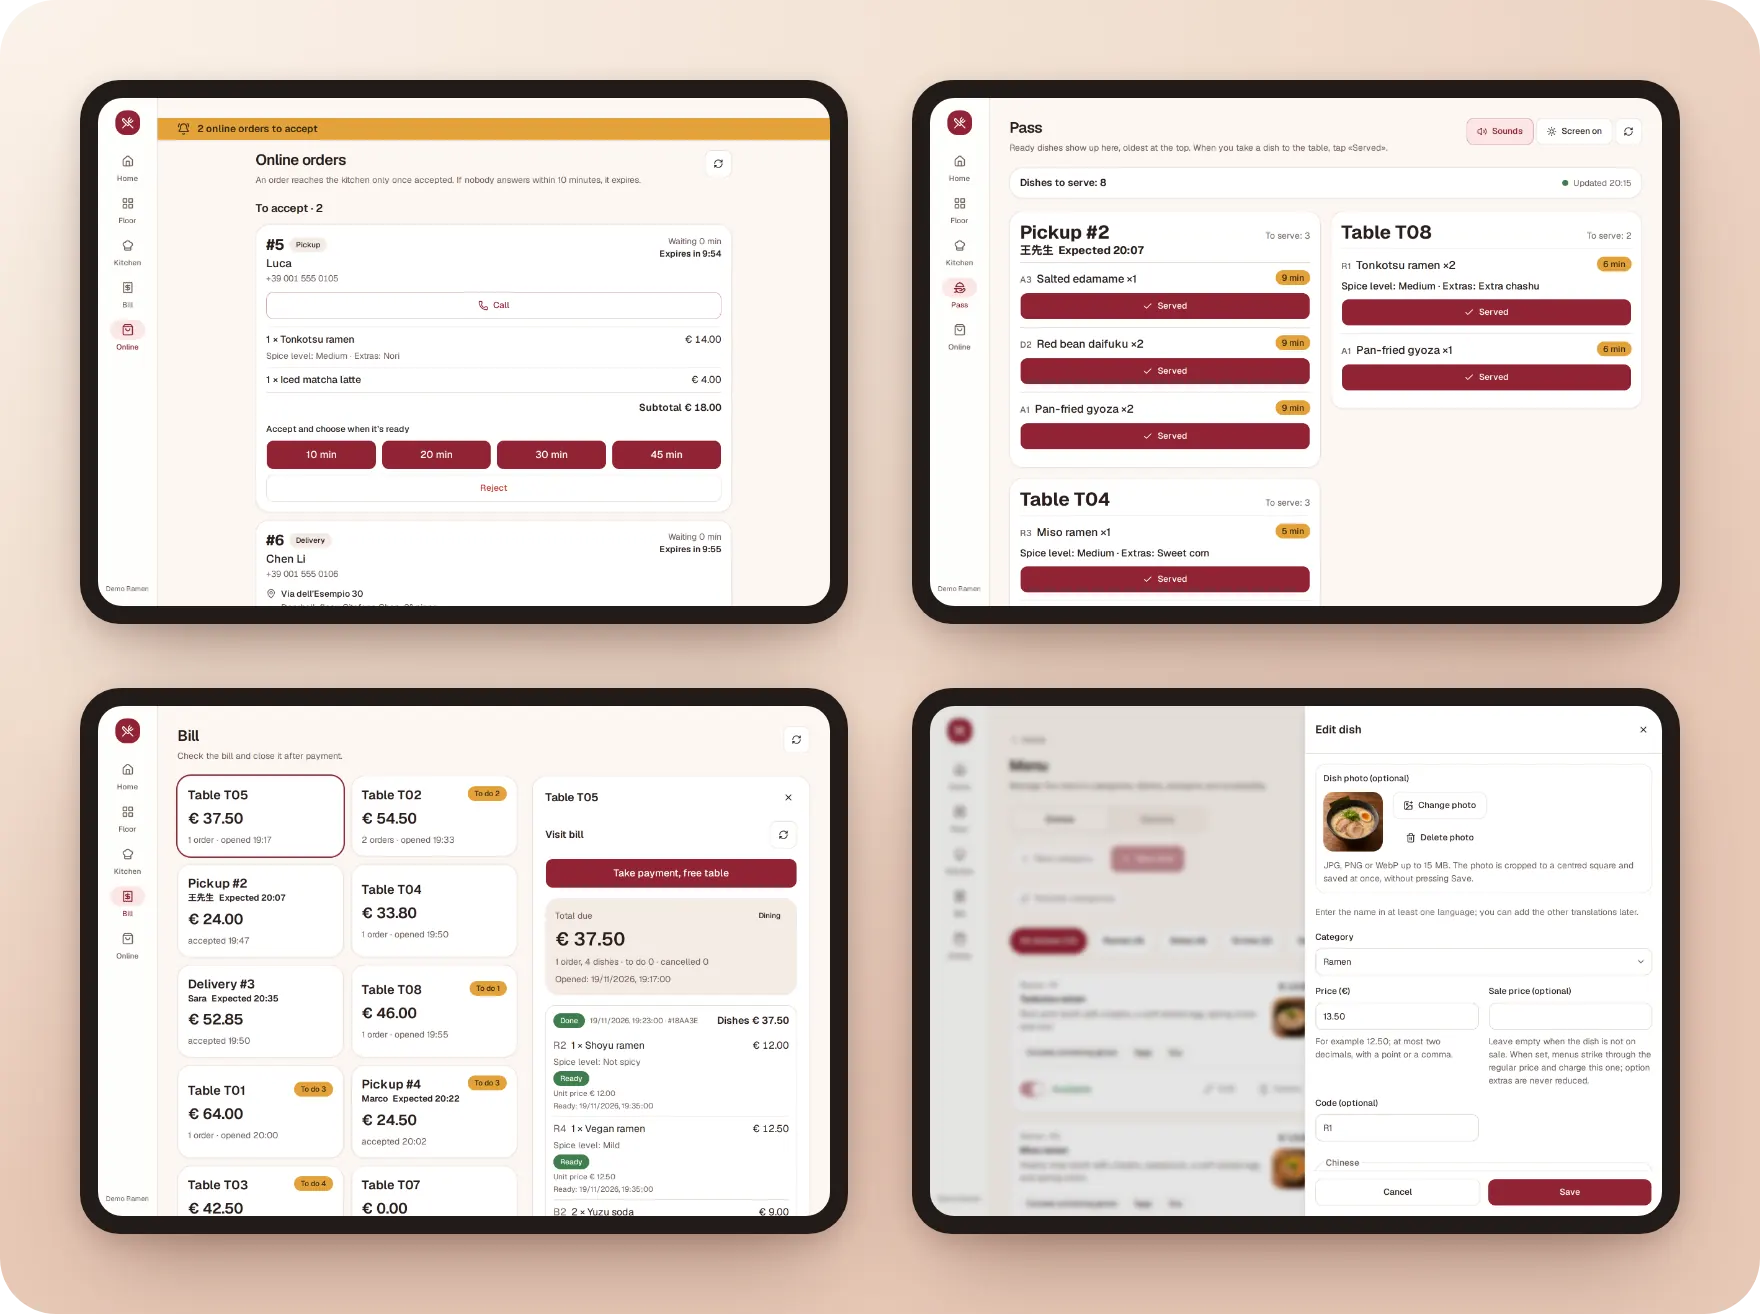 Home
Floor
Kitchen
Bill
Online
Demo Ramen
2 online orders to accept
Online orders
An order reaches the kitchen only once accepted. If nobody answers within 10 minutes, it expires.
To accept · 2
#5 Pickup
Waiting 0 min
Luca
Expires in 9:54
+39 001 555 0105
Call
1 × Tonkotsu ramen € 14.00
Spice level: Medium · Extras: Nori
1 × Iced matcha latte € 4.00
Subtotal € 18.00
Accept and choose when it's ready
10 min 20 min 30 min 45 min
Reject
#6 Delivery
Waiting 0 min
Chen Li
Expires in 9:55
+39 001 555 0106
Via dell'Esempio 30
Home
Floor
Kitchen
Pass
Online
Demo Ramen
Pass
Sounds Screen on
Ready dishes show up here, oldest at the top. When you take a dish to the table, tap «Served».
Dishes to serve: 8 Updated 20:15
Pickup #2 To serve: 3
王先生 Expected 20:07
A3 Salted edamame ×1 9 min
Served
D2 Red bean daifuku ×2 9 min
Served
A1 Pan-fried gyoza ×2 9 min
Served
Table T08 To serve: 2
R1 Tonkotsu ramen ×2 6 min
Spice level: Medium · Extras: Extra chashu
Served
A1 Pan-fried gyoza ×1 6 min
Served
Table T04 To serve: 3
R3 Miso ramen ×1 5 min
Spice level: Medium · Extras: Sweet corn
Served
Home
Floor
Kitchen
Bill
Online
Demo Ramen
Bill
Check the bill and close it after payment.
Table T05
€ 37.50
1 order · opened 19:17
Table T02 To do 2
€ 54.50
2 orders · opened 19:33
Pickup #2
王先生 Expected 20:07
€ 24.00
accepted 19:47
Table T04
€ 33.80
1 order · opened 19:50
Delivery #3
Sara Expected 20:35
€ 52.85
accepted 19:50
Table T08 To do 1
€ 46.00
1 order · opened 19:55
Table T01 To do 3
€ 64.00
1 order · opened 20:00
Pickup #4 To do 3
Marco Expected 20:22
€ 24.50
accepted 20:02
Table T03 To do 4
€ 42.50
Table T07
€ 0.00
Table T05
Visit bill
Take payment, free table
Total due Dining
€ 37.50
1 order, 4 dishes · to do 0 · cancelled 0
Opened: 19/11/2026, 19:17:00
Done 19/11/2026, 19:23:00 · #18AA3E Dishes € 37.50
R2 1 × Shoyu ramen € 12.00
Spice level: Not spicy
Ready
Unit price € 12.00
Ready: 19/11/2026, 19:35:00
R4 1 × Vegan ramen € 12.50
Spice level: Mild
Ready
Unit price € 12.50
Ready: 19/11/2026, 19:35:00
B2 2 × Yuzu soda € 9.00
Menu
Edit dish
Dish photo (optional)
Change photo
Delete photo
JPG, PNG or WebP up to 15 MB. The photo is cropped to a centred square and
saved at once, without pressing Save.
Enter the name in at least one language; you can add the other translations later.
Category
Ramen
Price (€) Sale price (optional)
13.50
For example 12.50; at most two
decimals, with a point or a comma.
Leave empty when the dish is not on
sale. When set, menus strike through the
regular price and charge this one; option
extras are never reduced.
Code (optional)
R1
Chinese
Cancel Save